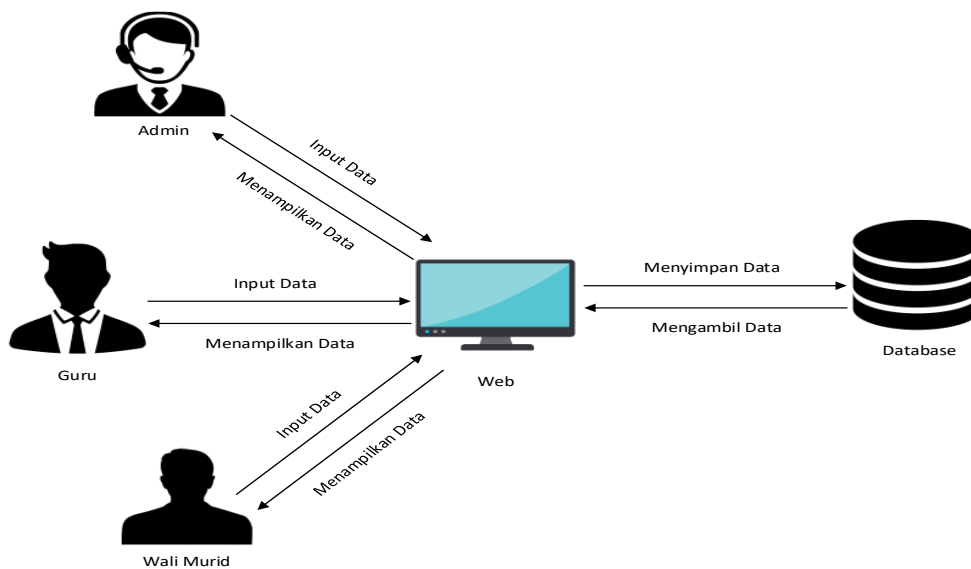 Admin
Input Data
Menampilkan Data
Input Data
Menampilkan Data
Guru
Menyimpan Data
Mengambil Data
Database
Web
Input Data
Menampilkan Data
Wali Murid